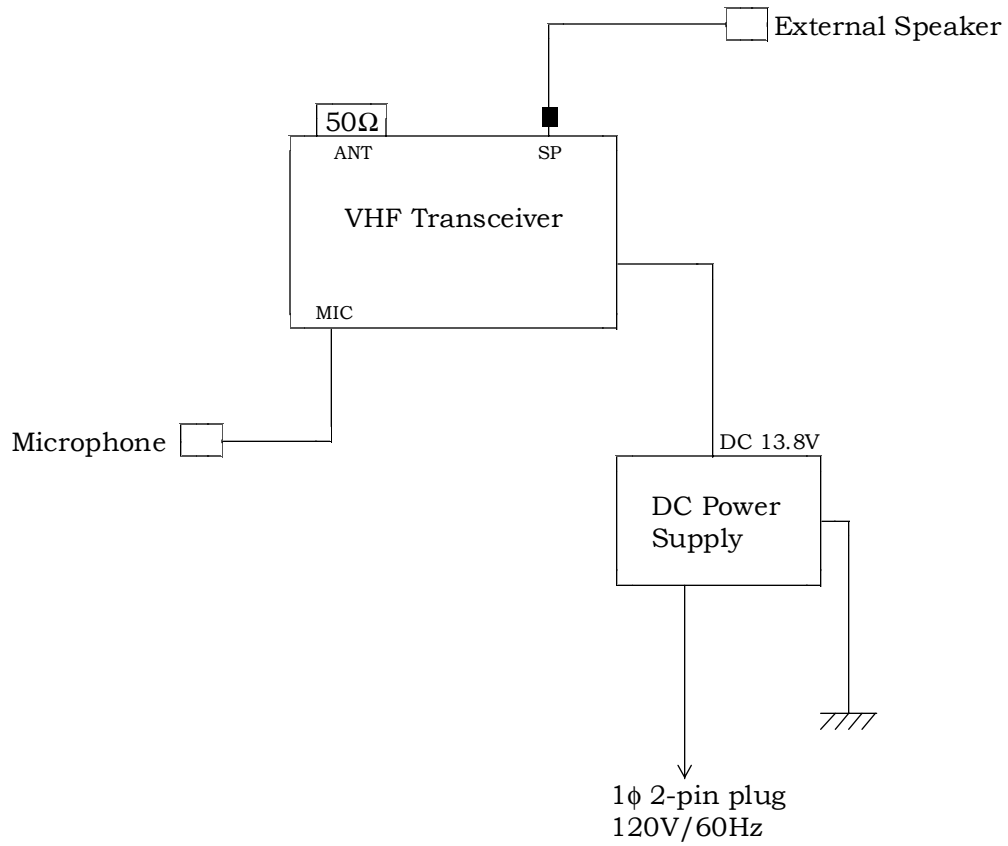 External Speaker
50Ω
ANT
SP
VHF Transceiver
MIC
Microphone
DC 13.8V
DC Power
Supply
1ϕ 2-pin plug
120V/60Hz